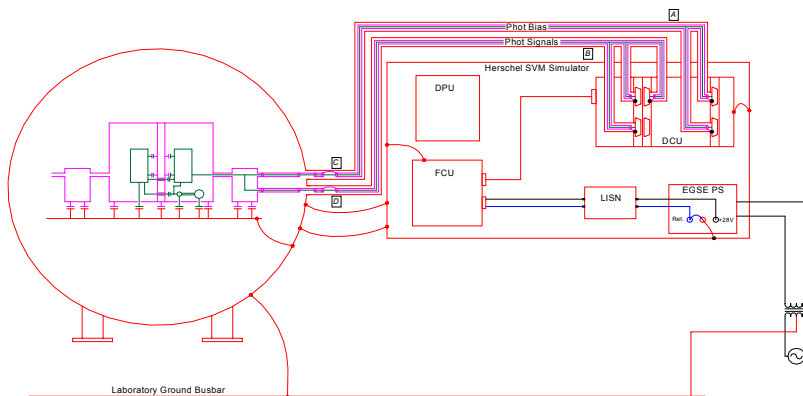 A
Phot Bias
Phot Signals
B
Herschel SVM Simulator
DPU
DCU
C
FCU
D
LISN
EGSE PS
Ret.
+28V
Laboratory Ground Busbar